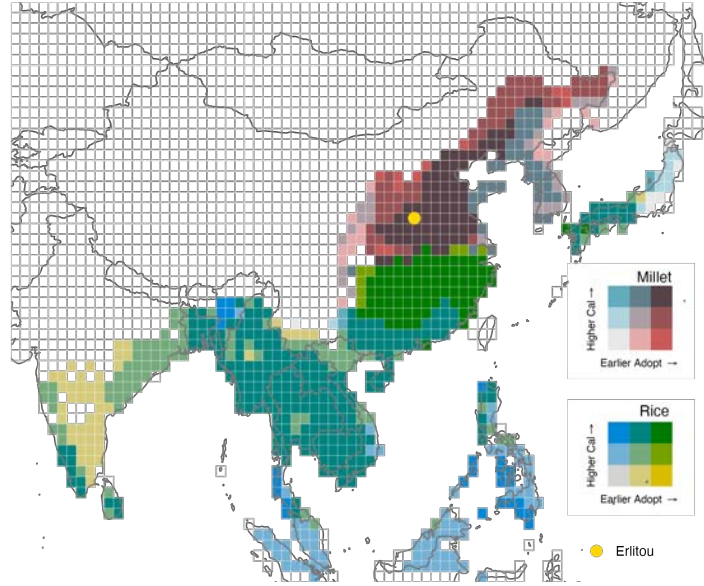 Millet
Higher Cal →
Earlier Adopt →
Rice
Higher Cal →
Earlier Adopt →
Erlitou